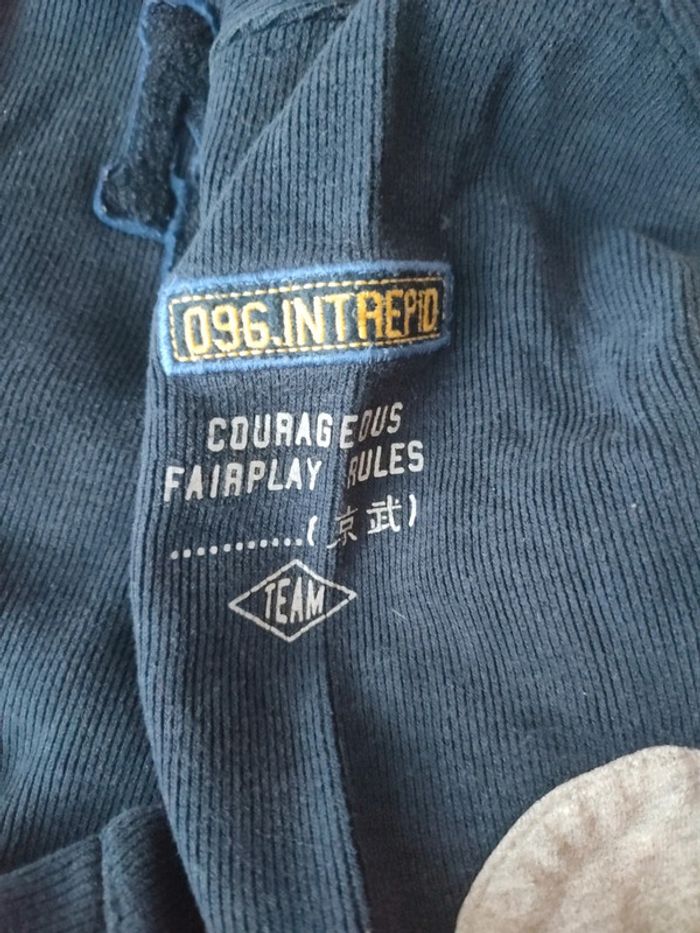 096.INTREPID
COURAGEOUS
FAIRPLAY RULES
............(京武)
TEAM